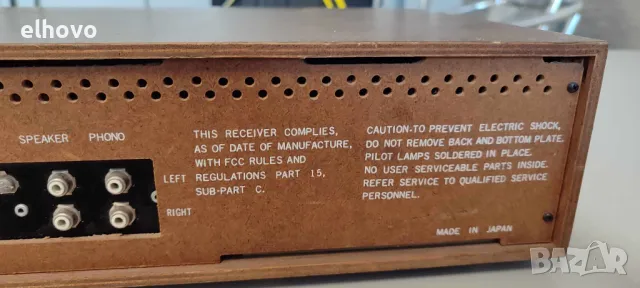 elhovo
SPEAKER PHONO
LEFT
RIGHT
THIS RECEIVER COMPLIES,
AS OF DATE OF MANUFACTURE,
WITH FCC RULES AND
REGULATIONS PART 15,
SUB-PART C.
CAUTION-TO PREVENT ELECTRIC SHOCK,
DO NOT REMOVE BACK AND BOTTOM PLATE.
PILOT LAMPS SOLDERED IN PLACE.
NO USER SERVICEABLE PARTS INSIDE.
REFER SERVICE TO QUALIFIED SERVICE
PERSONNEL.
MADE IN JAPAN
BAZAR
bg